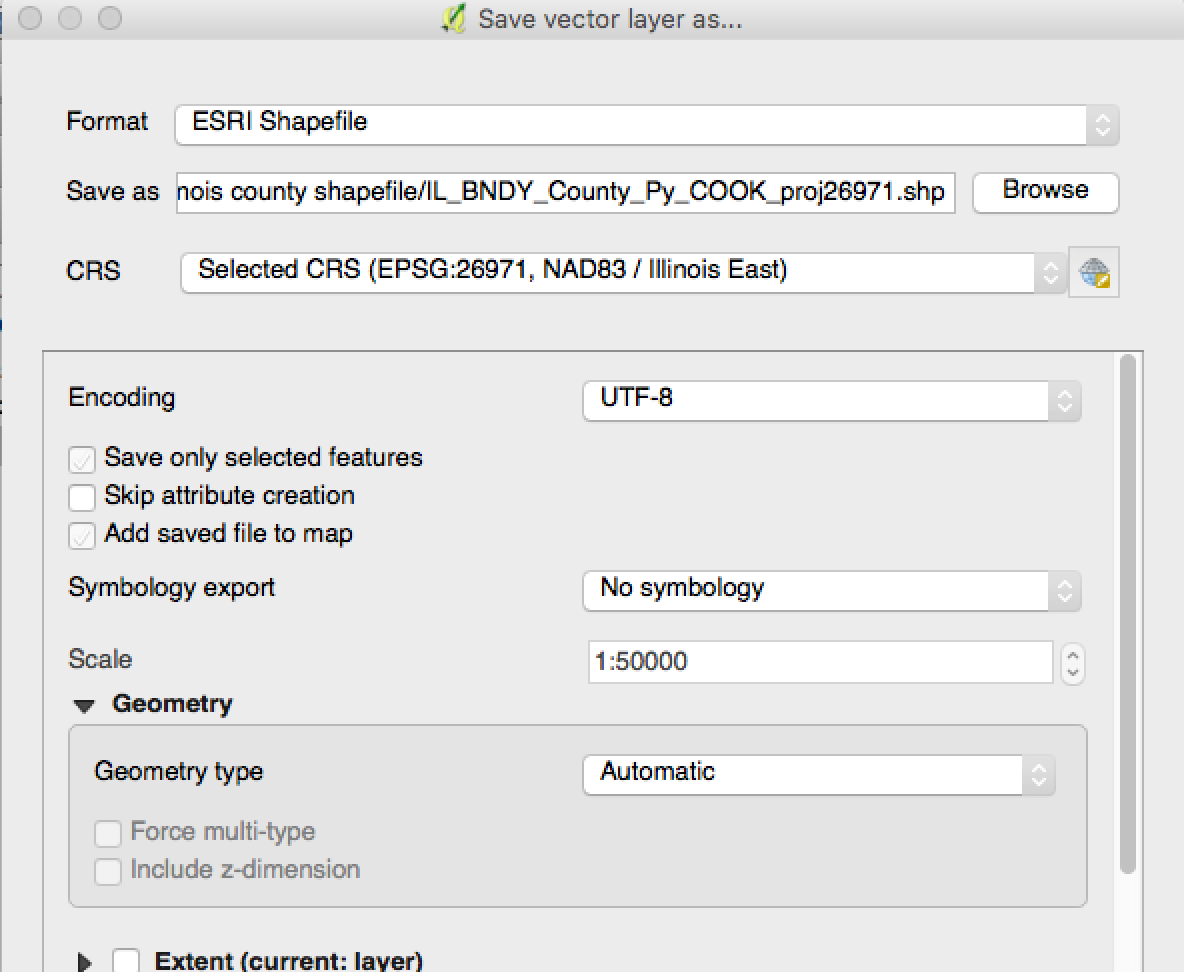 Save vector layer as...
Format ESRI Shapefile
Save as nois county shapefile/IL_BNDY_County_Py_COOK_proj26971.shp Browse
CRS Selected CRS (EPSG:26971, NAD83 / Illinois East)
Encoding UTF-8
Save only selected features
Skip attribute creation
Add saved file to map
Symbology export No symbology
Scale 1:50000
Geometry
Geometry type Automatic
Force multi-type
Include z-dimension
Extent (current: layer)